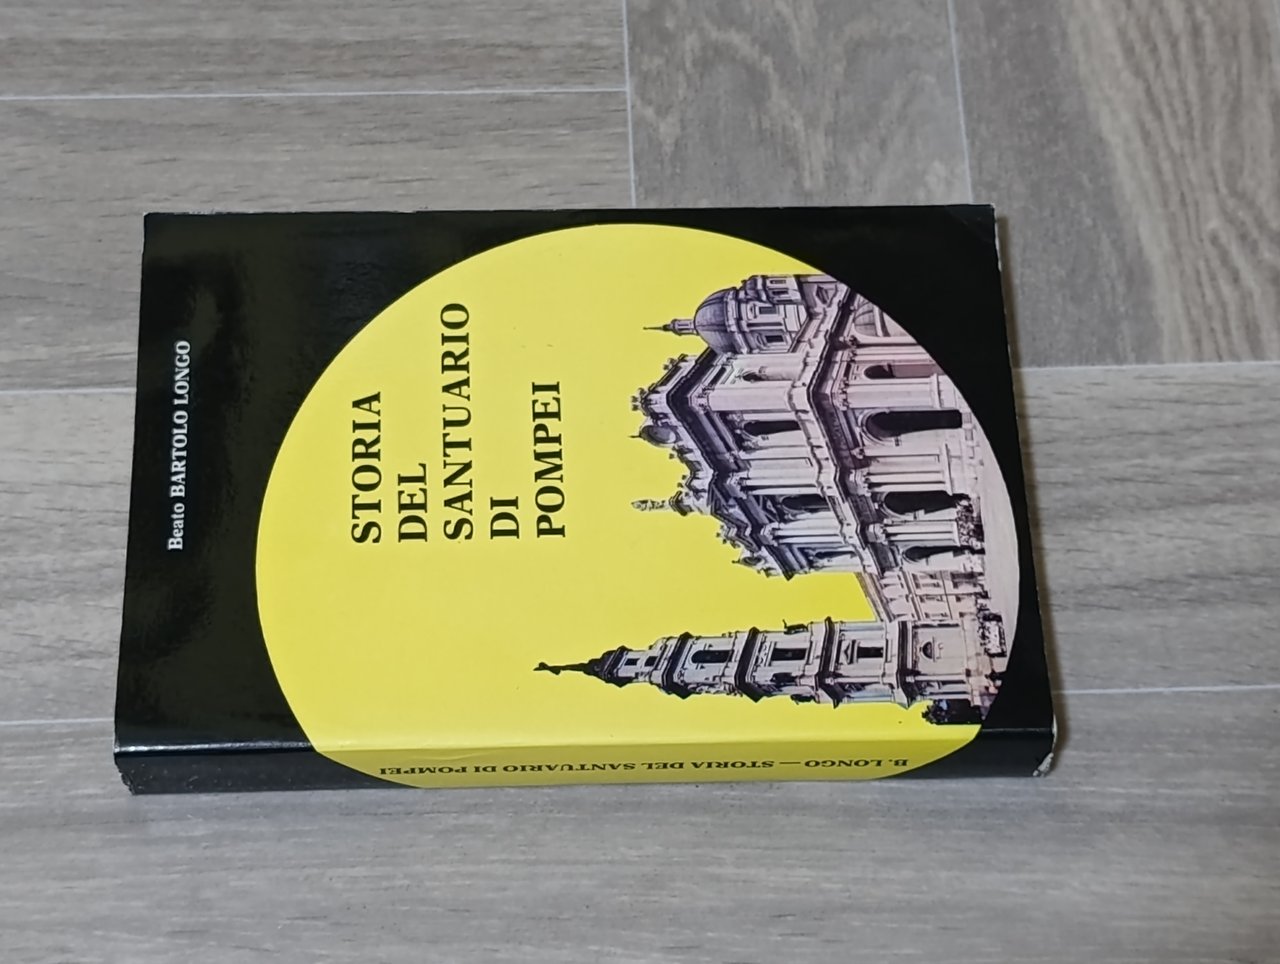 Beato BARTOLO LONGO
STORIA
DEL
SANTUARIO
DI
POMPEI
B. LONGO — STORIA DEL SANTUARIO DI POMPEI